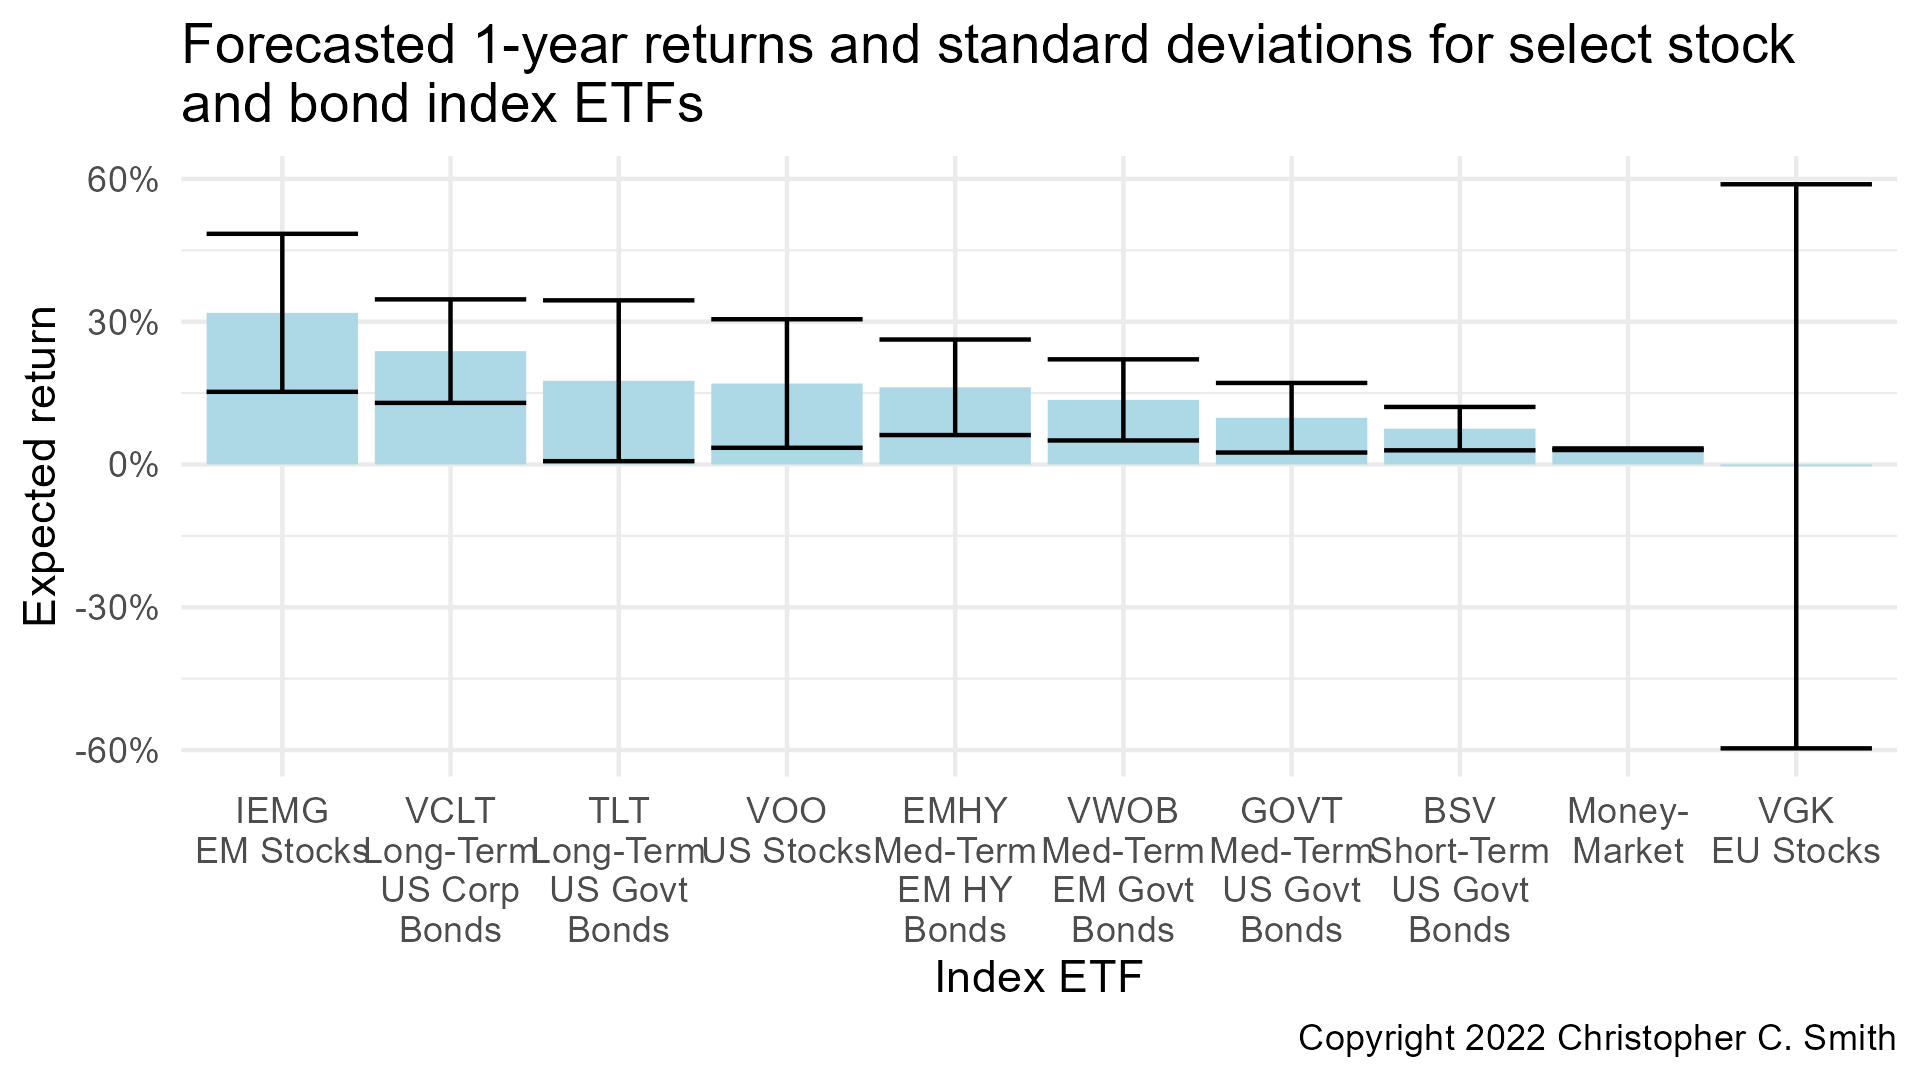 Forecasted 1-year returns and standard deviations for select stock
and bond index ETFs
Expected return
60%
30%
0%
-30%
-60%
IEMG
EM Stocks
VCLT
Long-Term
US Corp
Bonds
TLT
Long-Term
US Govt
Bonds
VOO
US Stocks
EMHY
Med-Term
EM HY
Bonds
VWOB
Med-Term
EM Govt
Bonds
GOVT
Med-Term
US Govt
Bonds
BSV
Short-Term
US Govt
Bonds
Money-
Market
VGK
EU Stocks
Index ETF
Copyright 2022 Christopher C. Smith